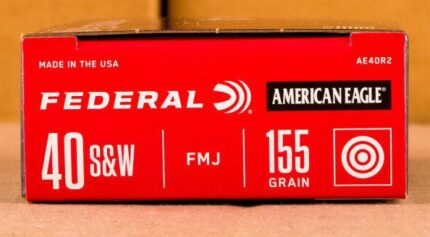 MADE IN THE USA AE40R2
FEDERAL® AMERICAN EAGLE®
40 S&W FMJ 155
GRAIN